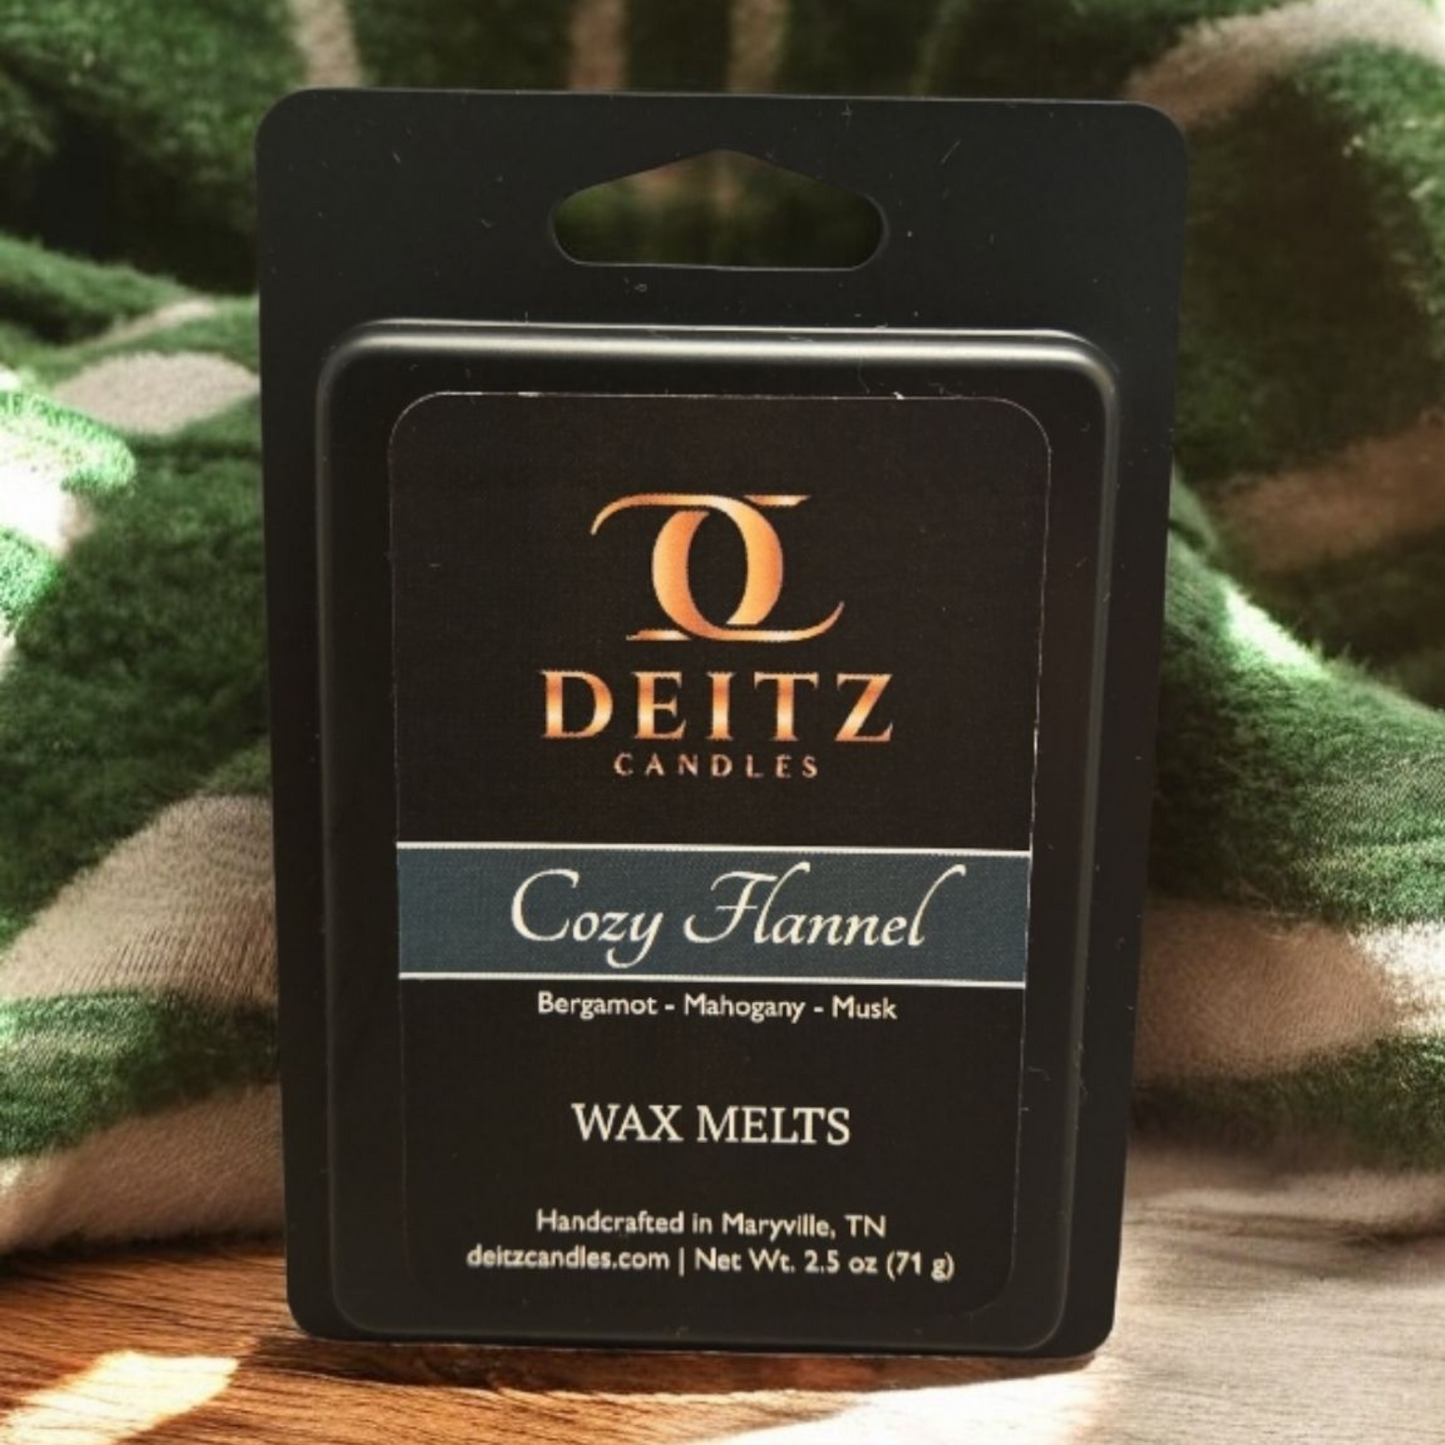 DC
DEITZ
CANDLES
Cozy Flannel
Bergamot - Mahogany - Musk
WAX MELTS
Handcrafted in Maryville, TN
deitzcandles.com | Net Wt. 2.5 oz (71 g)